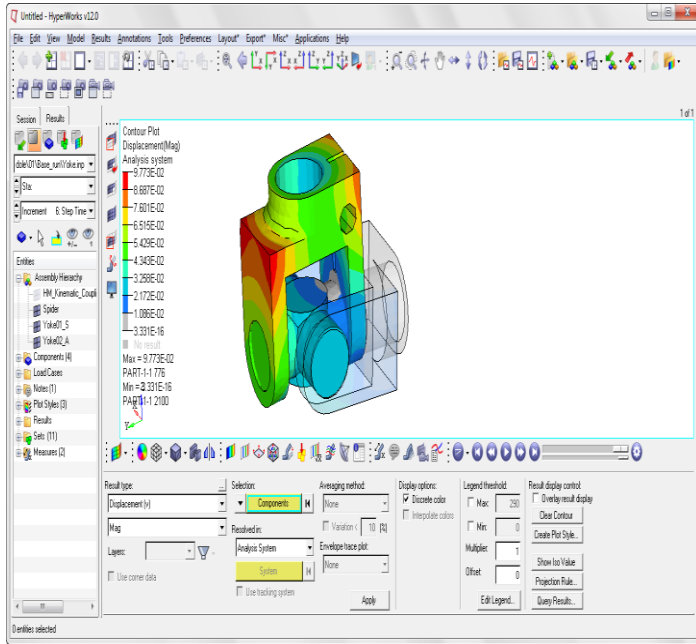 Untitled - HyperWorks v12.0
File Edit View Model Results Annotations Tools Preferences Layout* Export* Misc* Applications Help
Session Results
1 of 1
dole\01\Base_run\Yoke.inp
Sta:
Increment 6: Step Time
Entities
Assembly Hierarchy
HM_Kinematic_Coupli
Spider
Yoke01_S
Yoke02_A
Components (4)
Load Cases
Notes (1)
Plot Styles (3)
Results
Sets (11)
Measures (2)
Contour Plot
Displacement(Mag)
Analysis system
9.773E-02
8.687E-02
7.601E-02
6.515E-02
5.429E-02
4.343E-02
3.258E-02
2.172E-02
1.086E-02
3.331E-16
No result
Max = 9.773E-02
PART-1-1 776
Min = 3.331E-16
PART-1-1 2100
X
Y
Result type:
...
Displacement (v)
Mag
Layers:
Use corner data
Selection:
Components
Resolved in:
Analysis System
System
Use tracking system
Averaging method:
None
Variation < 10 (%)
Envelope trace plot:
None
Apply
Display options:
Discrete color
Interpolate colors
Legend threshold:
Max: 290
Min: 0
Multiplier: 1
Offset: 0
Edit Legend...
Result display control:
Overlay result display
Clear Contour
Create Plot Style...
Show Iso Value
Projection Rule...
Query Results...
0 entities selected